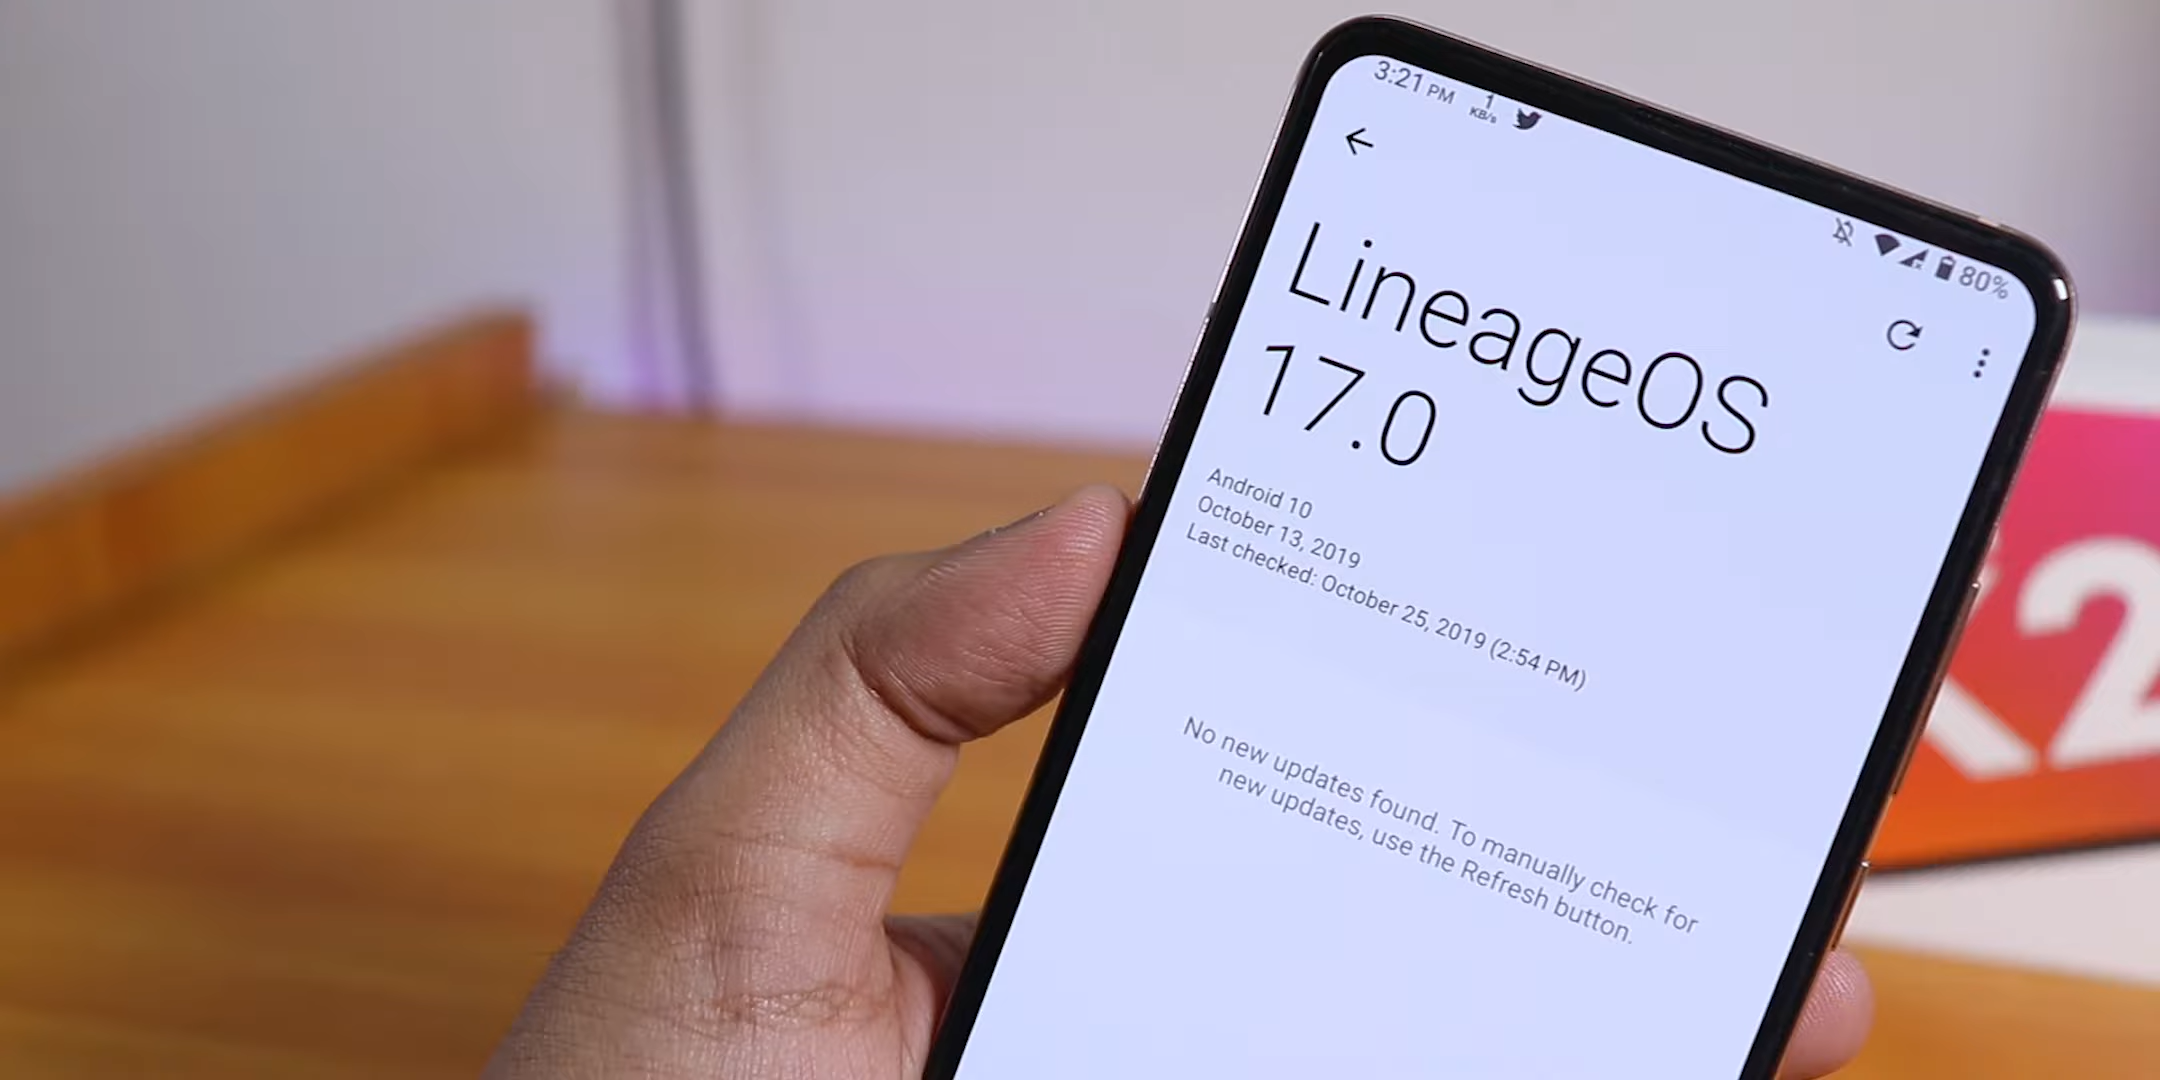 3:21 PM 1 KB/s
80%
LineageOS
17.0
Android 10
October 13, 2019
Last checked: October 25, 2019 (2:54 PM)
No new updates found. To manually check for
new updates, use the Refresh button.
2